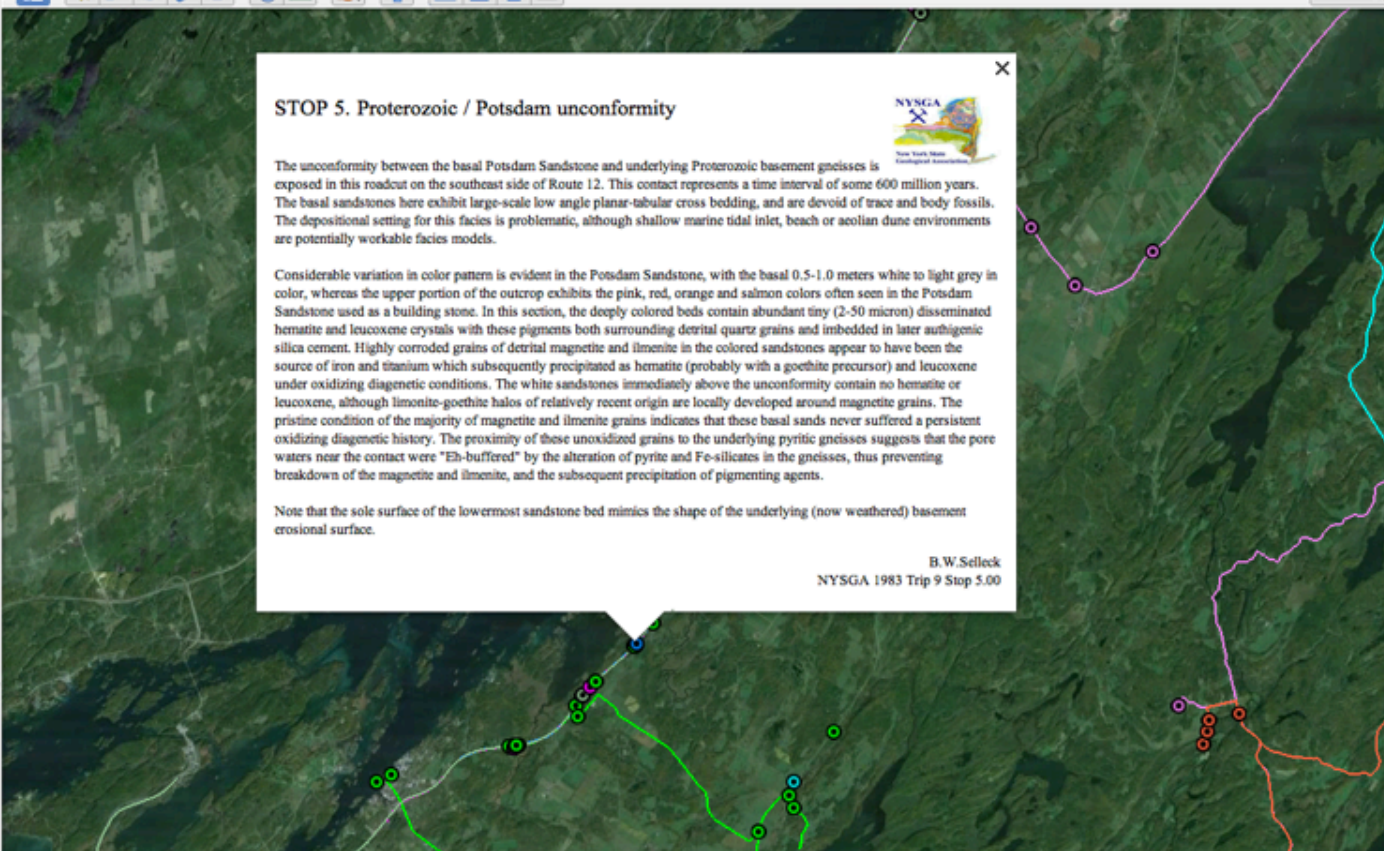 STOP 5. Proterozoic / Potsdam unconformity
NYSGA
New York State
Geological Association
The unconformity between the basal Potsdam Sandstone and underlying Proterozoic basement gneisses is
exposed in this roadcut on the southeast side of Route 12. This contact represents a time interval of some 600 million years.
The basal sandstones here exhibit large-scale low angle planar-tabular cross bedding, and are devoid of trace and body fossils.
The depositional setting for this facies is problematic, although shallow marine tidal inlet, beach or aeolian dune environments
are potentially workable facies models.
Considerable variation in color pattern is evident in the Potsdam Sandstone, with the basal 0.5-1.0 meters white to light grey in
color, whereas the upper portion of the outcrop exhibits the pink, red, orange and salmon colors often seen in the Potsdam
Sandstone used as a building stone. In this section, the deeply colored beds contain abundant tiny (2-50 micron) disseminated
hematite and leucoxene crystals with these pigments both surrounding detrital quartz grains and imbedded in later authigenic
silica cement. Highly corroded grains of detrital magnetite and ilmenite in the colored sandstones appear to have been the
source of iron and titanium which subsequently precipitated as hematite (probably with a goethite precursor) and leucoxene
under oxidizing diagenetic conditions. The white sandstones immediately above the unconformity contain no hematite or
leucoxene, although limonite-goethite halos of relatively recent origin are locally developed around magnetite grains. The
pristine condition of the majority of magnetite and ilmenite grains indicates that these basal sands never suffered a persistent
oxidizing diagenetic history. The proximity of these unoxidized grains to the underlying pyritic gneisses suggests that the pore
waters near the contact were "Eh-buffered" by the alteration of pyrite and Fe-silicates in the gneisses, thus preventing
breakdown of the magnetite and ilmenite, and the subsequent precipitation of pigmenting agents.
Note that the sole surface of the lowermost sandstone bed mimics the shape of the underlying (now weathered) basement
erosional surface.
B.W.Selleck
NYSGA 1983 Trip 9 Stop 5.00